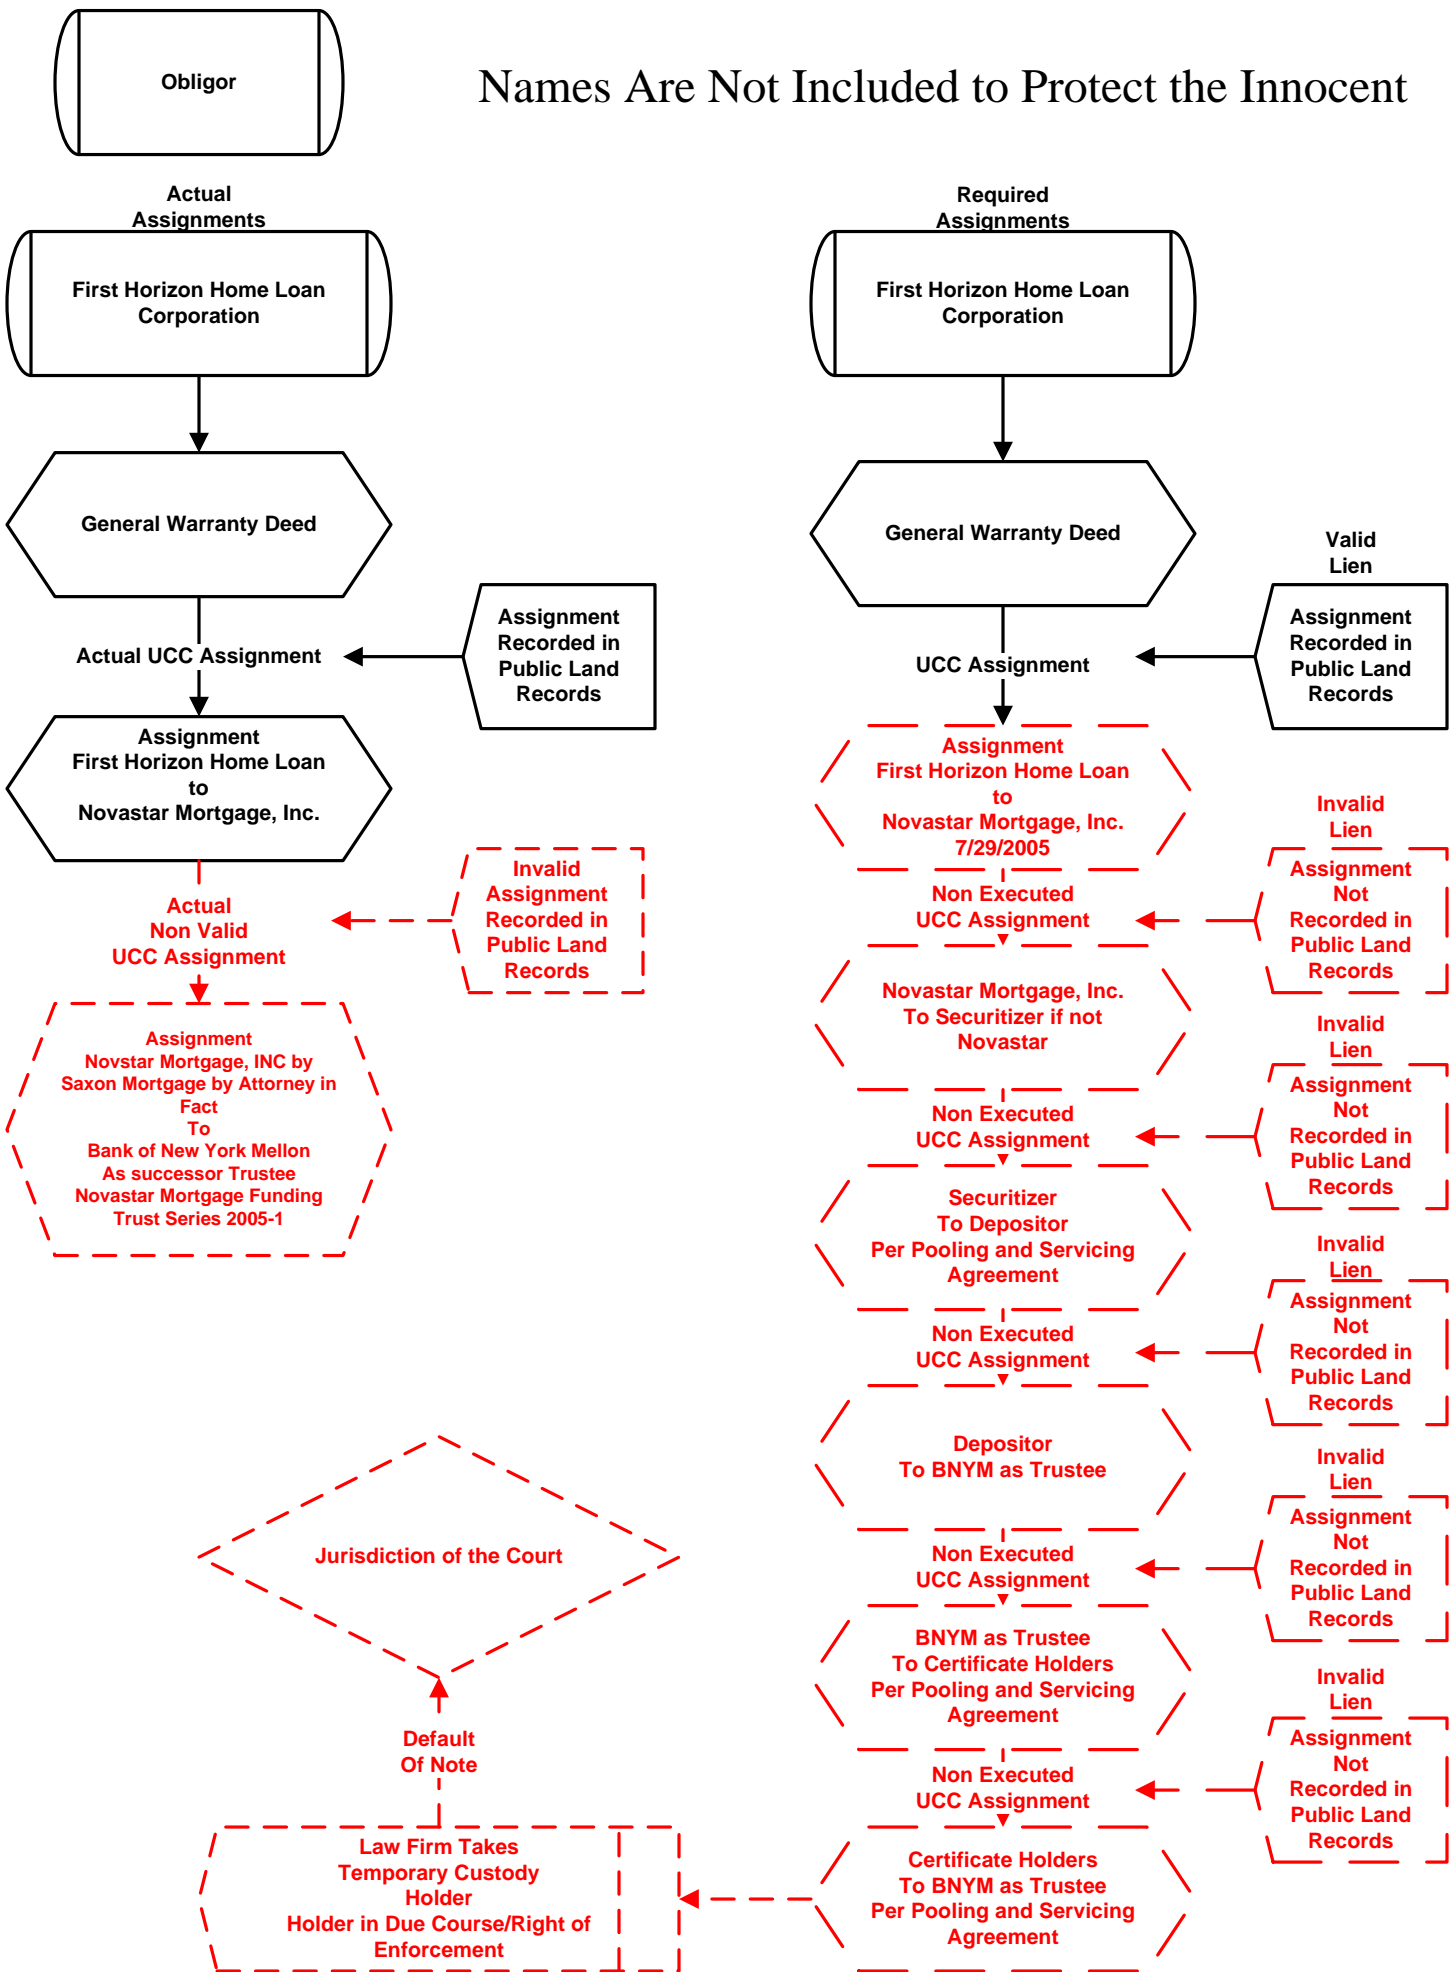 Obligor
Names Are Not Included to Protect the Innocent
Actual
Assignments
First Horizon Home Loan
Corporation
General Warranty Deed
Actual UCC Assignment
Assignment
Recorded in
Public Land
Records
Assignment
First Horizon Home Loan
to
Novastar Mortgage, Inc.
Actual
Non Valid
UCC Assignment
Invalid
Assignment
Recorded in
Public Land
Records
Assignment
Novstar Mortgage, INC by
Saxon Mortgage by Attorney in
Fact
To
Bank of New York Mellon
As successor Trustee
Novastar Mortgage Funding
Trust Series 2005-1
Required
Assignments
First Horizon Home Loan
Corporation
General Warranty Deed
Valid
Lien
UCC Assignment
Assignment
Recorded in
Public Land
Records
Assignment
First Horizon Home Loan
to
Novastar Mortgage, Inc.
7/29/2005
Invalid
Lien
Non Executed
UCC Assignment
Assignment
Not
Recorded in
Public Land
Records
Novastar Mortgage, Inc.
To Securitizer if not
Novastar
Invalid
Lien
Non Executed
UCC Assignment
Assignment
Not
Recorded in
Public Land
Records
Securitizer
To Depositor
Per Pooling and Servicing
Agreement
Invalid
Lien
Non Executed
UCC Assignment
Assignment
Not
Recorded in
Public Land
Records
Depositor
To BNYM as Trustee
Invalid
Lien
Non Executed
UCC Assignment
Assignment
Not
Recorded in
Public Land
Records
BNYM as Trustee
To Certificate Holders
Per Pooling and Servicing
Agreement
Invalid
Lien
Non Executed
UCC Assignment
Assignment
Not
Recorded in
Public Land
Records
Certificate Holders
To BNYM as Trustee
Per Pooling and Servicing
Agreement
Law Firm Takes
Temporary Custody
Holder
Holder in Due Course/Right of
Enforcement
Default
Of Note
Jurisdiction of the Court